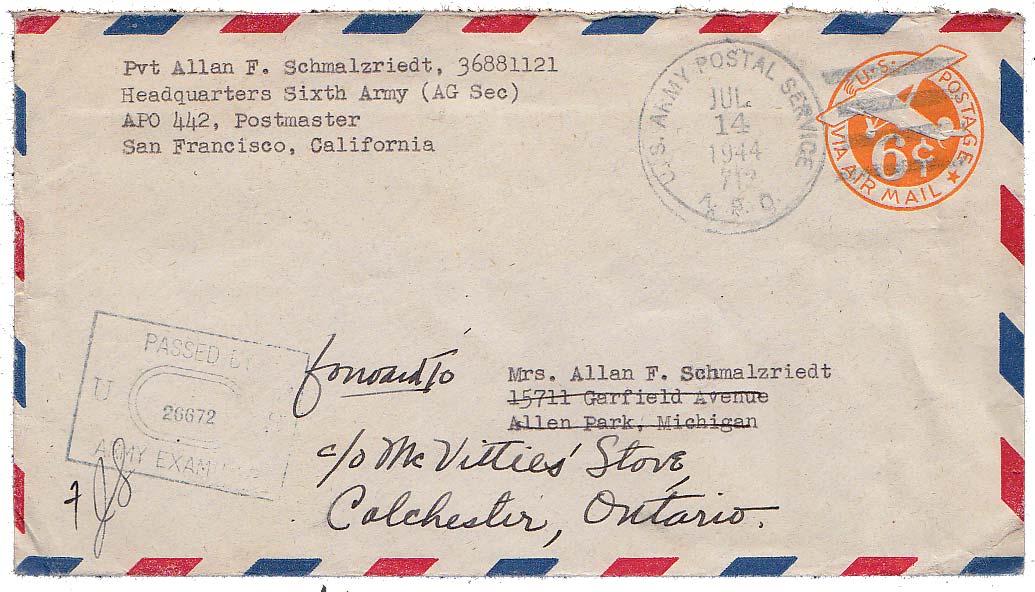 Pvt Allan F. Schmalzriedt, 36881121
Headquarters Sixth Army (AG Sec)
APO 442, Postmaster
San Francisco, California
U.S. ARMY POSTAL SERVICE
JUL
14
1944
712
A. P. O.
U.S. POSTAGE
6¢
VIA AIR MAIL
PASSED BY
U S
26672
ARMY EXAMINER
forward to
Mrs. Allan F. Schmalzriedt
15711 Garfield Avenue
Allen Park, Michigan
c/o McVitties' Store,
Colchester, Ontario.